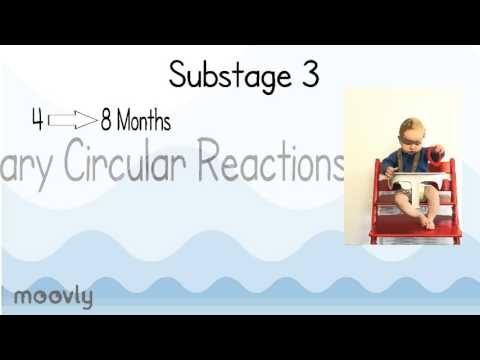 Substage 3
4 8 Months
ary Circular Reactions
moovly